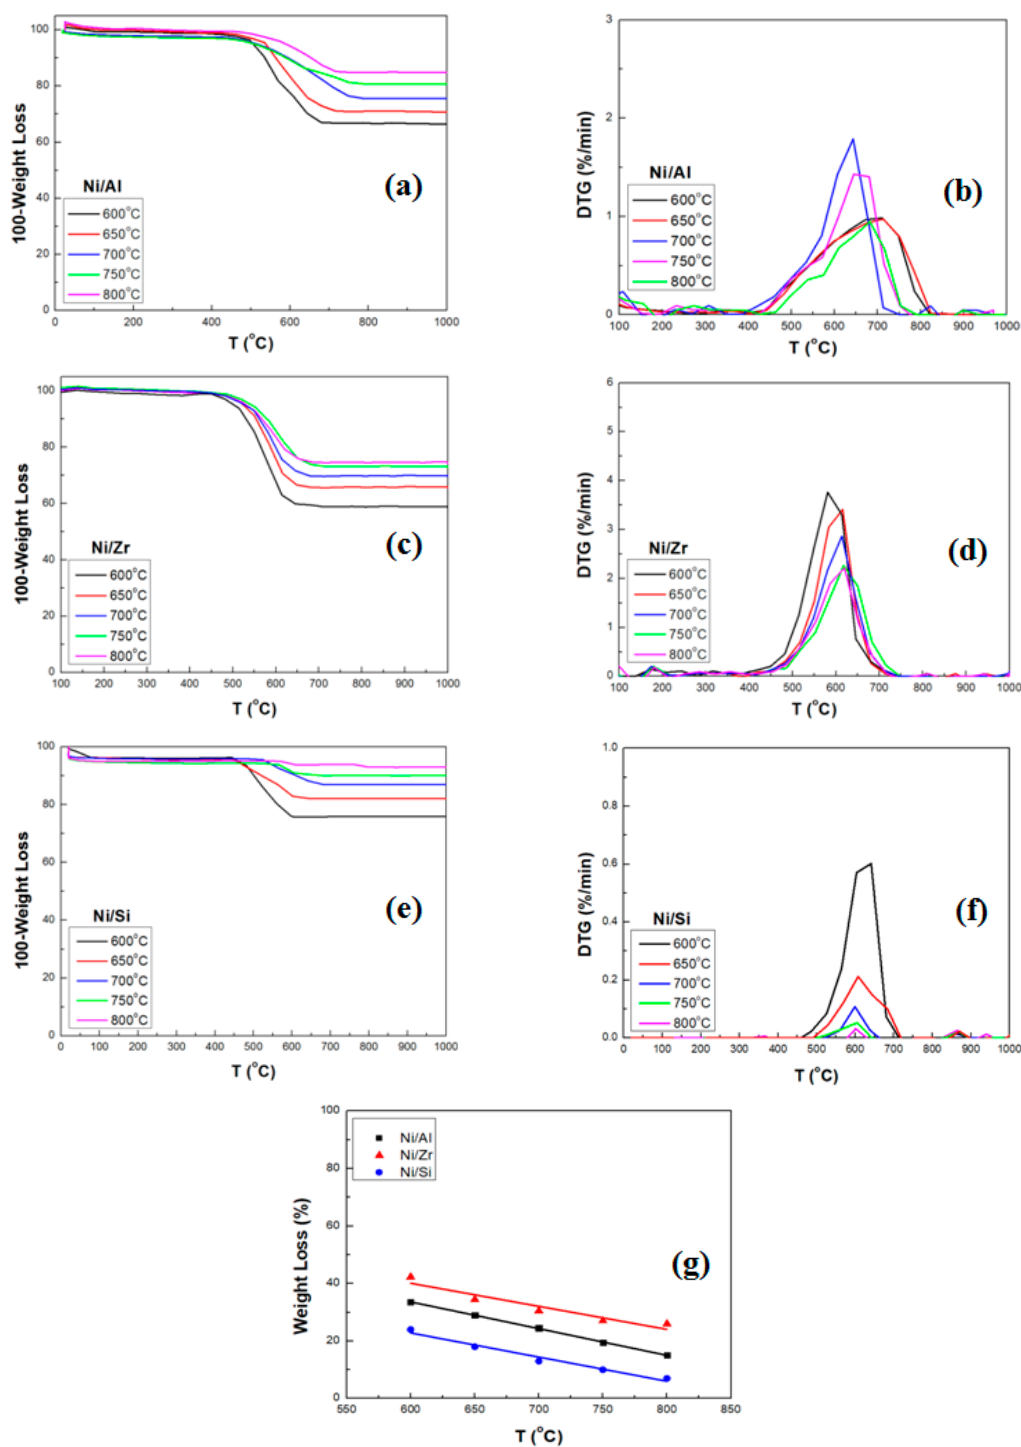 100
80
60
40
20
0
100-Weight Loss
Ni/Al
600°C
650°C
700°C
750°C
800°C
(a)
0 200 400 600 800 1000
T (°C)
3
2
1
0
DTG (%/min)
Ni/Al
600°C
650°C
700°C
750°C
800°C
(b)
100 200 300 400 500 600 700 800 900 1000
T (°C)
100
80
60
40
20
0
100-Weight Loss
Ni/Zr
600°C
650°C
700°C
750°C
800°C
(c)
100 200 300 400 500 600 700 800 900 1000
T (°C)
6
5
4
3
2
1
0
DTG (%/min)
Ni/Zr
600°C
650°C
700°C
750°C
800°C
(d)
100 200 300 400 500 600 700 800 900 1000
T (°C)
100
80
60
40
20
0
100-Weight Loss
Ni/Si
600°C
650°C
700°C
750°C
800°C
(e)
0 100 200 300 400 500 600 700 800 900 1000
T (°C)
1.0
0.8
0.6
0.4
0.2
0.0
DTG (%/min)
Ni/Si
600°C
650°C
700°C
750°C
800°C
(f)
0 100 200 300 400 500 600 700 800 900 1000
T (°C)
100
80
60
40
20
0
Weight Loss (%)
Ni/Al
Ni/Zr
Ni/Si
(g)
550 600 650 700 750 800 850
T (°C)